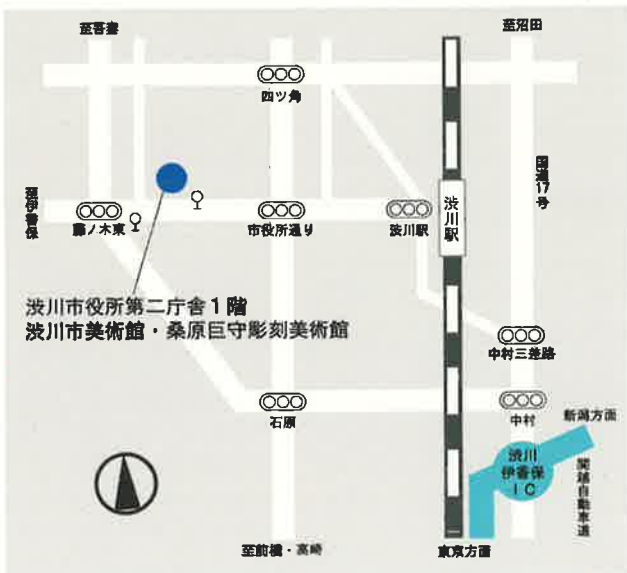 至吾妻
至沼田
四ツ角
国道17号
至伊香保
藤ノ木東
市役所通り
渋川駅
渋川駅
渋川市役所第二庁舎1階
渋川市美術館・桑原巨守彫刻美術館
中村三差路
石原
中村
新潟方面
渋川
伊香保
IC
関越自動車道
至前橋・高崎
東京方面